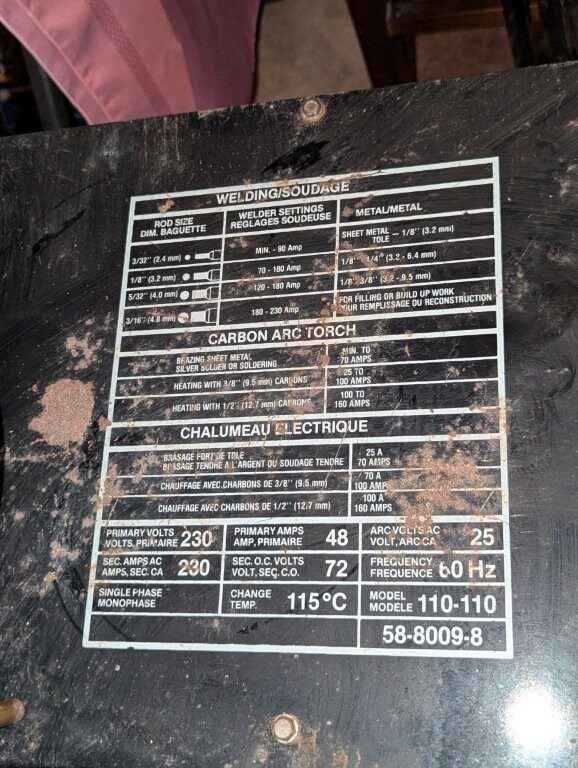 WELDING/SOUDAGE
ROD SIZE
DIM. BAGUETTE
WELDER SETTINGS
REGLAGES SOUDEUSE
METAL/METAL
3/32" (2.4 mm)
MIN. - 90 Amp
SHEET METAL — 1/8" (3.2 mm)
TOLE
1/8" (3.2 mm)
70 - 180 Amp
1/8" 1/4" (3.2 - 6.4 mm)
5/32" (4.0 mm)
120 - 180 Amp
1/8" 3/8" (3.2 - 9.5 mm)
3/16" (4.8 mm)
180 - 230 Amp
FOR FILLING OR BUILD UP WORK
POUR REMPLISSAGE OU RECONSTRUCTION
CARBON ARC TORCH
BRAZING SHEET METAL
SILVER SOLDER OR SOLDERING
MIN. TO
70 AMPS
HEATING WITH 3/8" (9.5 mm) CARBONS
25 TO
100 AMPS
HEATING WITH 1/2" (12.7 mm) CARBONS
100 TO
160 AMPS
CHALUMEAU ELECTRIQUE
BRASAGE FORT DE TOLE
BRASAGE TENDRE A L'ARGENT OU SOUDAGE TENDRE
25 A
70 AMPS
CHAUFFAGE AVEC CHARBONS DE 3/8" (9.5 mm)
70 A
100 AMPS
CHAUFFAGE AVEC CHARBONS DE 1/2" (12.7 mm)
100 A
160 AMPS
PRIMARY VOLTS
VOLTS, PRIMAIRE 230
PRIMARY AMPS
AMP, PRIMAIRE 48
ARC VOLTS AC
VOLT, ARC CA 25
SEC. AMPS AC
AMPS, SEC. CA 230
SEC. O.C. VOLTS
VOLT, SEC. C.O. 72
FREQUENCY
FREQUENCE 60 Hz
SINGLE PHASE
MONOPHASE
CHANGE
TEMP. 115°C
MODEL
MODELE 110-110
58-8009-8